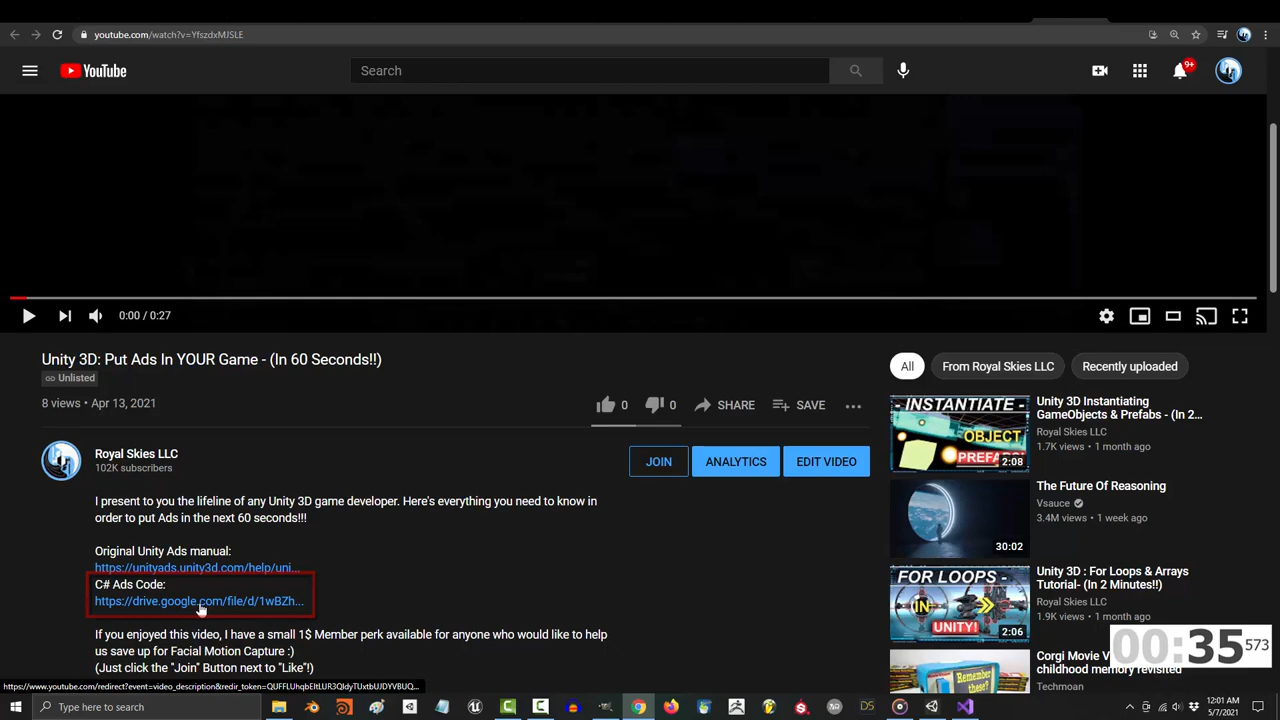 youtube.com/watch?v=YfszdxMJSLE
YouTube
Search
9+
0:00 / 0:27
Unity 3D: Put Ads In YOUR Game - (In 60 Seconds!!)
Unlisted
8 views • Apr 13, 2021
0
0
SHARE
SAVE
Royal Skies LLC
102K subscribers
JOIN
ANALYTICS
EDIT VIDEO
I present to you the lifeline of any Unity 3D game developer. Here's everything you need to know in
order to put Ads in the next 60 seconds!!!
Original Unity Ads manual:
https://unityads.unity3d.com/help/uni...
C# Ads Code:
https://drive.google.com/file/d/1wBZh...
If you enjoyed this video, I have a small 1$ Member perk available for anyone who would like to help
us save up for Facial Motion Capture :)
(Just click the "Join" Button next to "Like"!)
All
From Royal Skies LLC
Recently uploaded
- INSTANTIATE -
OBJECT,
PREFABS!
2:08
Unity 3D Instantiating
GameObjects & Prefabs - (In 2...
Royal Skies LLC
1.7K views • 1 month ago
30:02
The Future Of Reasoning
Vsauce
3.4M views • 1 week ago
FOR LOOPS -
IN
UNITY!
2:06
Unity 3D : For Loops & Arrays
Tutorial- (In 2 Minutes!!)
Royal Skies LLC
1.9K views • 1 month ago
Remember
these?
Corgi Movie V
childhood memory revisited
Techmoan
00:35 573
Type here to search
DS
12:01 AM
5/7/2021